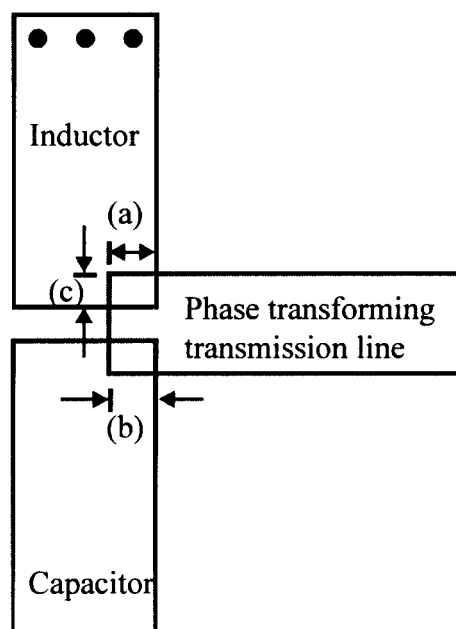 Inductor
(a)
(c)
Phase transforming
transmission line
(b)
Capacitor